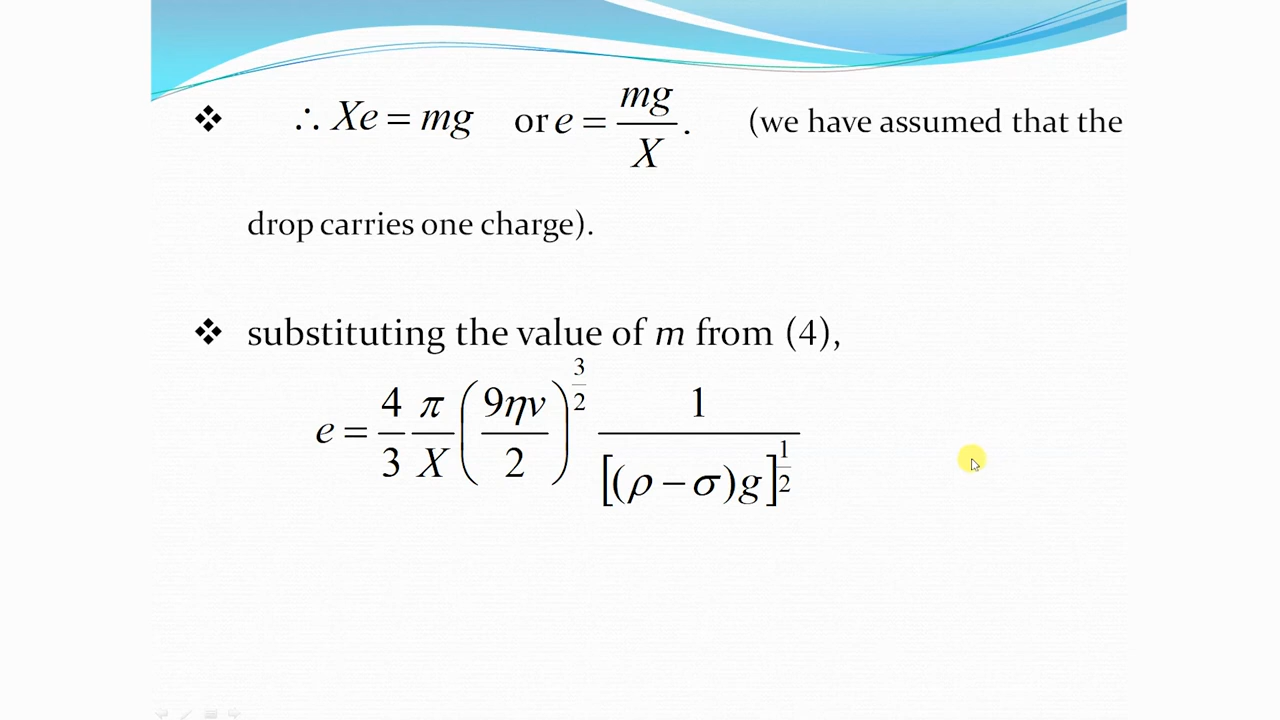 ❖ ∴ Xe = mg or e = mg/X. (we have assumed that the
drop carries one charge).
❖ substituting the value of m from (4),
e = 4/3 π/X (9ηv/2)^(3/2) 1/[(ρ − σ)g]^(1/2)